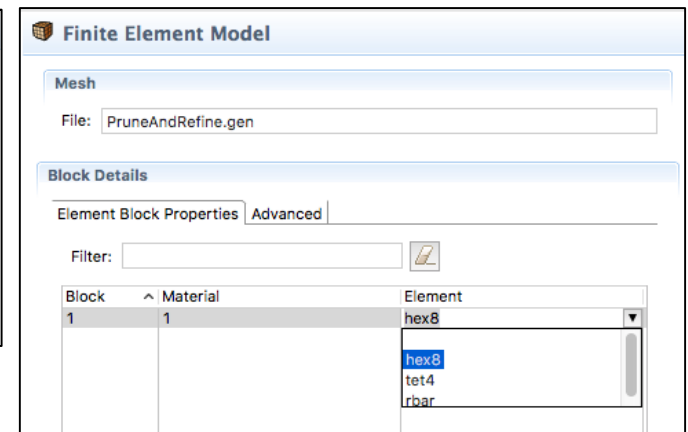 Finite Element Model
Mesh
File: PruneAndRefine.gen
Block Details
Element Block Properties Advanced
Filter:
Block Material Element
1 1 hex8
hex8
tet4
rbar